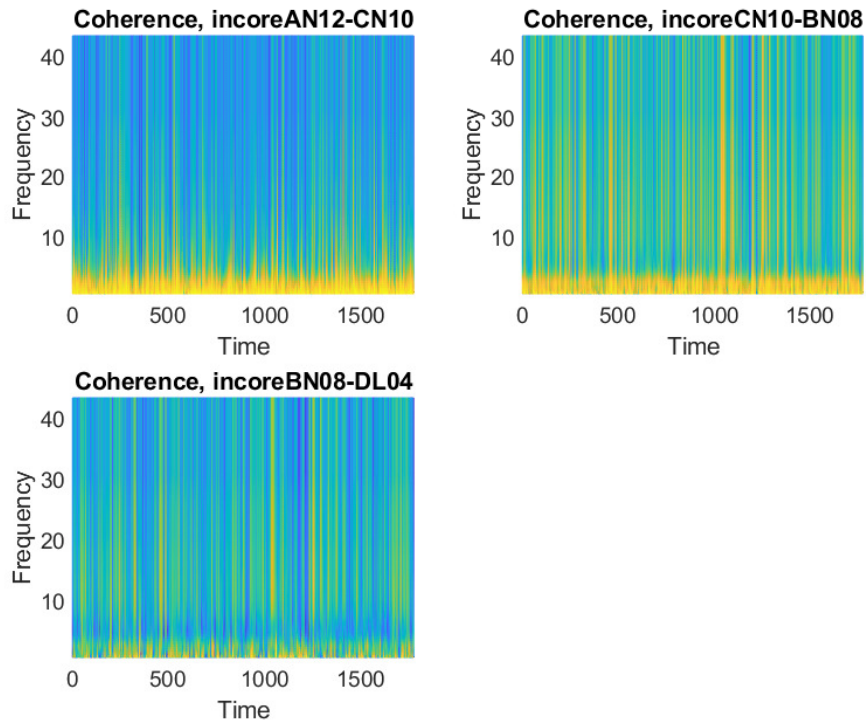 Coherence, incoreAN12-CN10
40
30
20
10
Frequency
0 500 1000 1500
Time
Coherence, incoreCN10-BN08
40
30
20
10
Frequency
0 500 1000 1500
Time
Coherence, incoreBN08-DL04
40
30
20
10
Frequency
0 500 1000 1500
Time